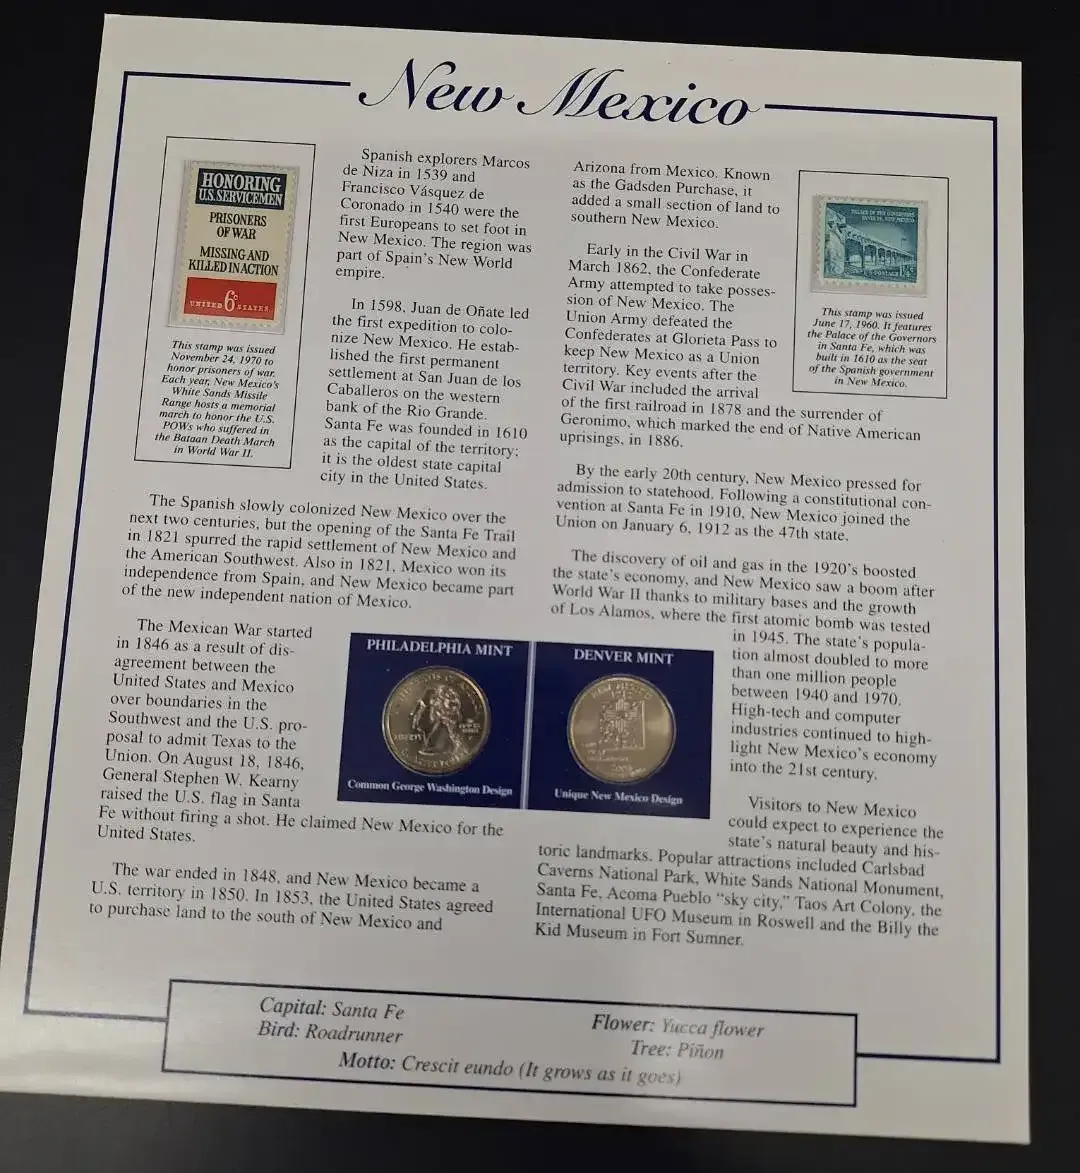 New Mexico
HONORING
U.S. SERVICEMEN
PRISONERS
OF WAR
MISSING AND
KILLED IN ACTION
UNITED 6c STATES
This stamp was issued
November 24, 1970 to
honor prisoners of war.
Each year, New Mexico's
White Sands Missile
Range hosts a memorial
march to honor the U.S.
POWs who suffered in
the Bataan Death March
in World War II.
Spanish explorers Marcos
de Niza in 1539 and
Francisco Vásquez de
Coronado in 1540 were the
first Europeans to set foot in
New Mexico. The region was
part of Spain's New World
empire.
In 1598, Juan de Oñate led
the first expedition to colo-
nize New Mexico. He estab-
lished the first permanent
settlement at San Juan de los
Caballeros on the western
bank of the Rio Grande.
Santa Fe was founded in 1610
as the capital of the territory;
it is the oldest state capital
city in the United States.
The Spanish slowly colonized New Mexico over the
next two centuries, but the opening of the Santa Fe Trail
in 1821 spurred the rapid settlement of New Mexico and
the American Southwest. Also in 1821, Mexico won its
independence from Spain, and New Mexico became part
of the new independent nation of Mexico.
The Mexican War started
in 1846 as a result of dis-
agreement between the
United States and Mexico
over boundaries in the
Southwest and the U.S. pro-
posal to admit Texas to the
Union. On August 18, 1846,
General Stephen W. Kearny
raised the U.S. flag in Santa
Fe without firing a shot. He claimed New Mexico for the
United States.
The war ended in 1848, and New Mexico became a
U.S. territory in 1850. In 1853, the United States agreed
to purchase land to the south of New Mexico and
Arizona from Mexico. Known
as the Gadsden Purchase, it
added a small section of land to
southern New Mexico.
Early in the Civil War in
March 1862, the Confederate
Army attempted to take posses-
sion of New Mexico. The
Union Army defeated the
Confederates at Glorieta Pass to
keep New Mexico as a Union
territory. Key events after the
Civil War included the arrival
of the first railroad in 1878 and the surrender of
Geronimo, which marked the end of Native American
uprisings, in 1886.
PALACE OF THE GOVERNORS
SANTA FE, NEW MEXICO
U.S. POSTAGE
This stamp was issued
June 17, 1960. It features
the Palace of the Governors
in Santa Fe, which was
built in 1610 as the seat
of the Spanish government
in New Mexico.
By the early 20th century, New Mexico pressed for
admission to statehood. Following a constitutional con-
vention at Santa Fe in 1910, New Mexico joined the
Union on January 6, 1912 as the 47th state.
The discovery of oil and gas in the 1920's boosted
the state's economy, and New Mexico saw a boom after
World War II thanks to military bases and the growth
of Los Alamos, where the first atomic bomb was tested
in 1945. The state's popula-
tion almost doubled to more
than one million people
between 1940 and 1970.
High-tech and computer
industries continued to high-
light New Mexico's economy
into the 21st century.
Visitors to New Mexico
could expect to experience the
state's natural beauty and his-
toric landmarks. Popular attractions included Carlsbad
Caverns National Park, White Sands National Monument,
Santa Fe, Acoma Pueblo "sky city," Taos Art Colony, the
International UFO Museum in Roswell and the Billy the
Kid Museum in Fort Sumner.
PHILADELPHIA MINT
LIBERTY
Common George Washington Design
DENVER MINT
NEW MEXICO
Unique New Mexico Design
Capital: Santa Fe
Bird: Roadrunner
Flower: Yucca flower
Tree: Piñon
Motto: Crescit eundo (It grows as it goes)